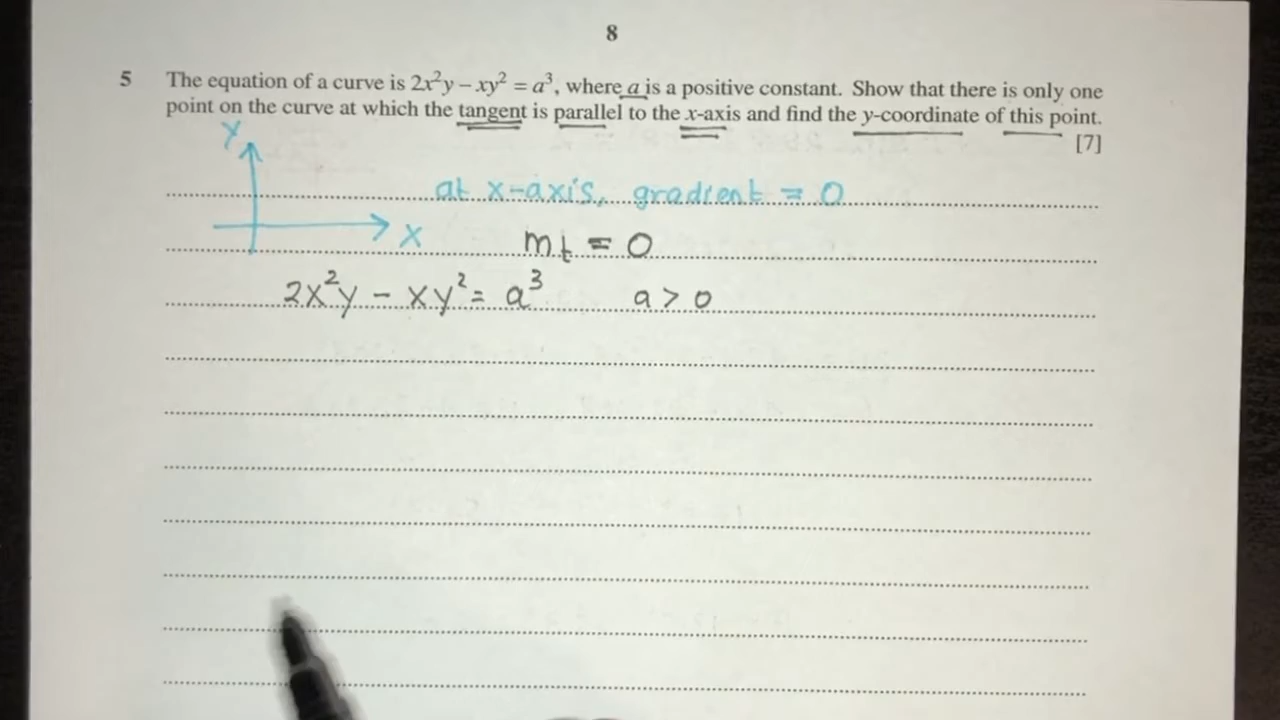 8
5 The equation of a curve is 2x²y – xy² = a³, where a is a positive constant. Show that there is only one
point on the curve at which the tangent is parallel to the x-axis and find the y-coordinate of this point.
[7]
Y
at x-axis, gradient = 0
X
mt = 0
2x²y – xy² = a³ a > 0